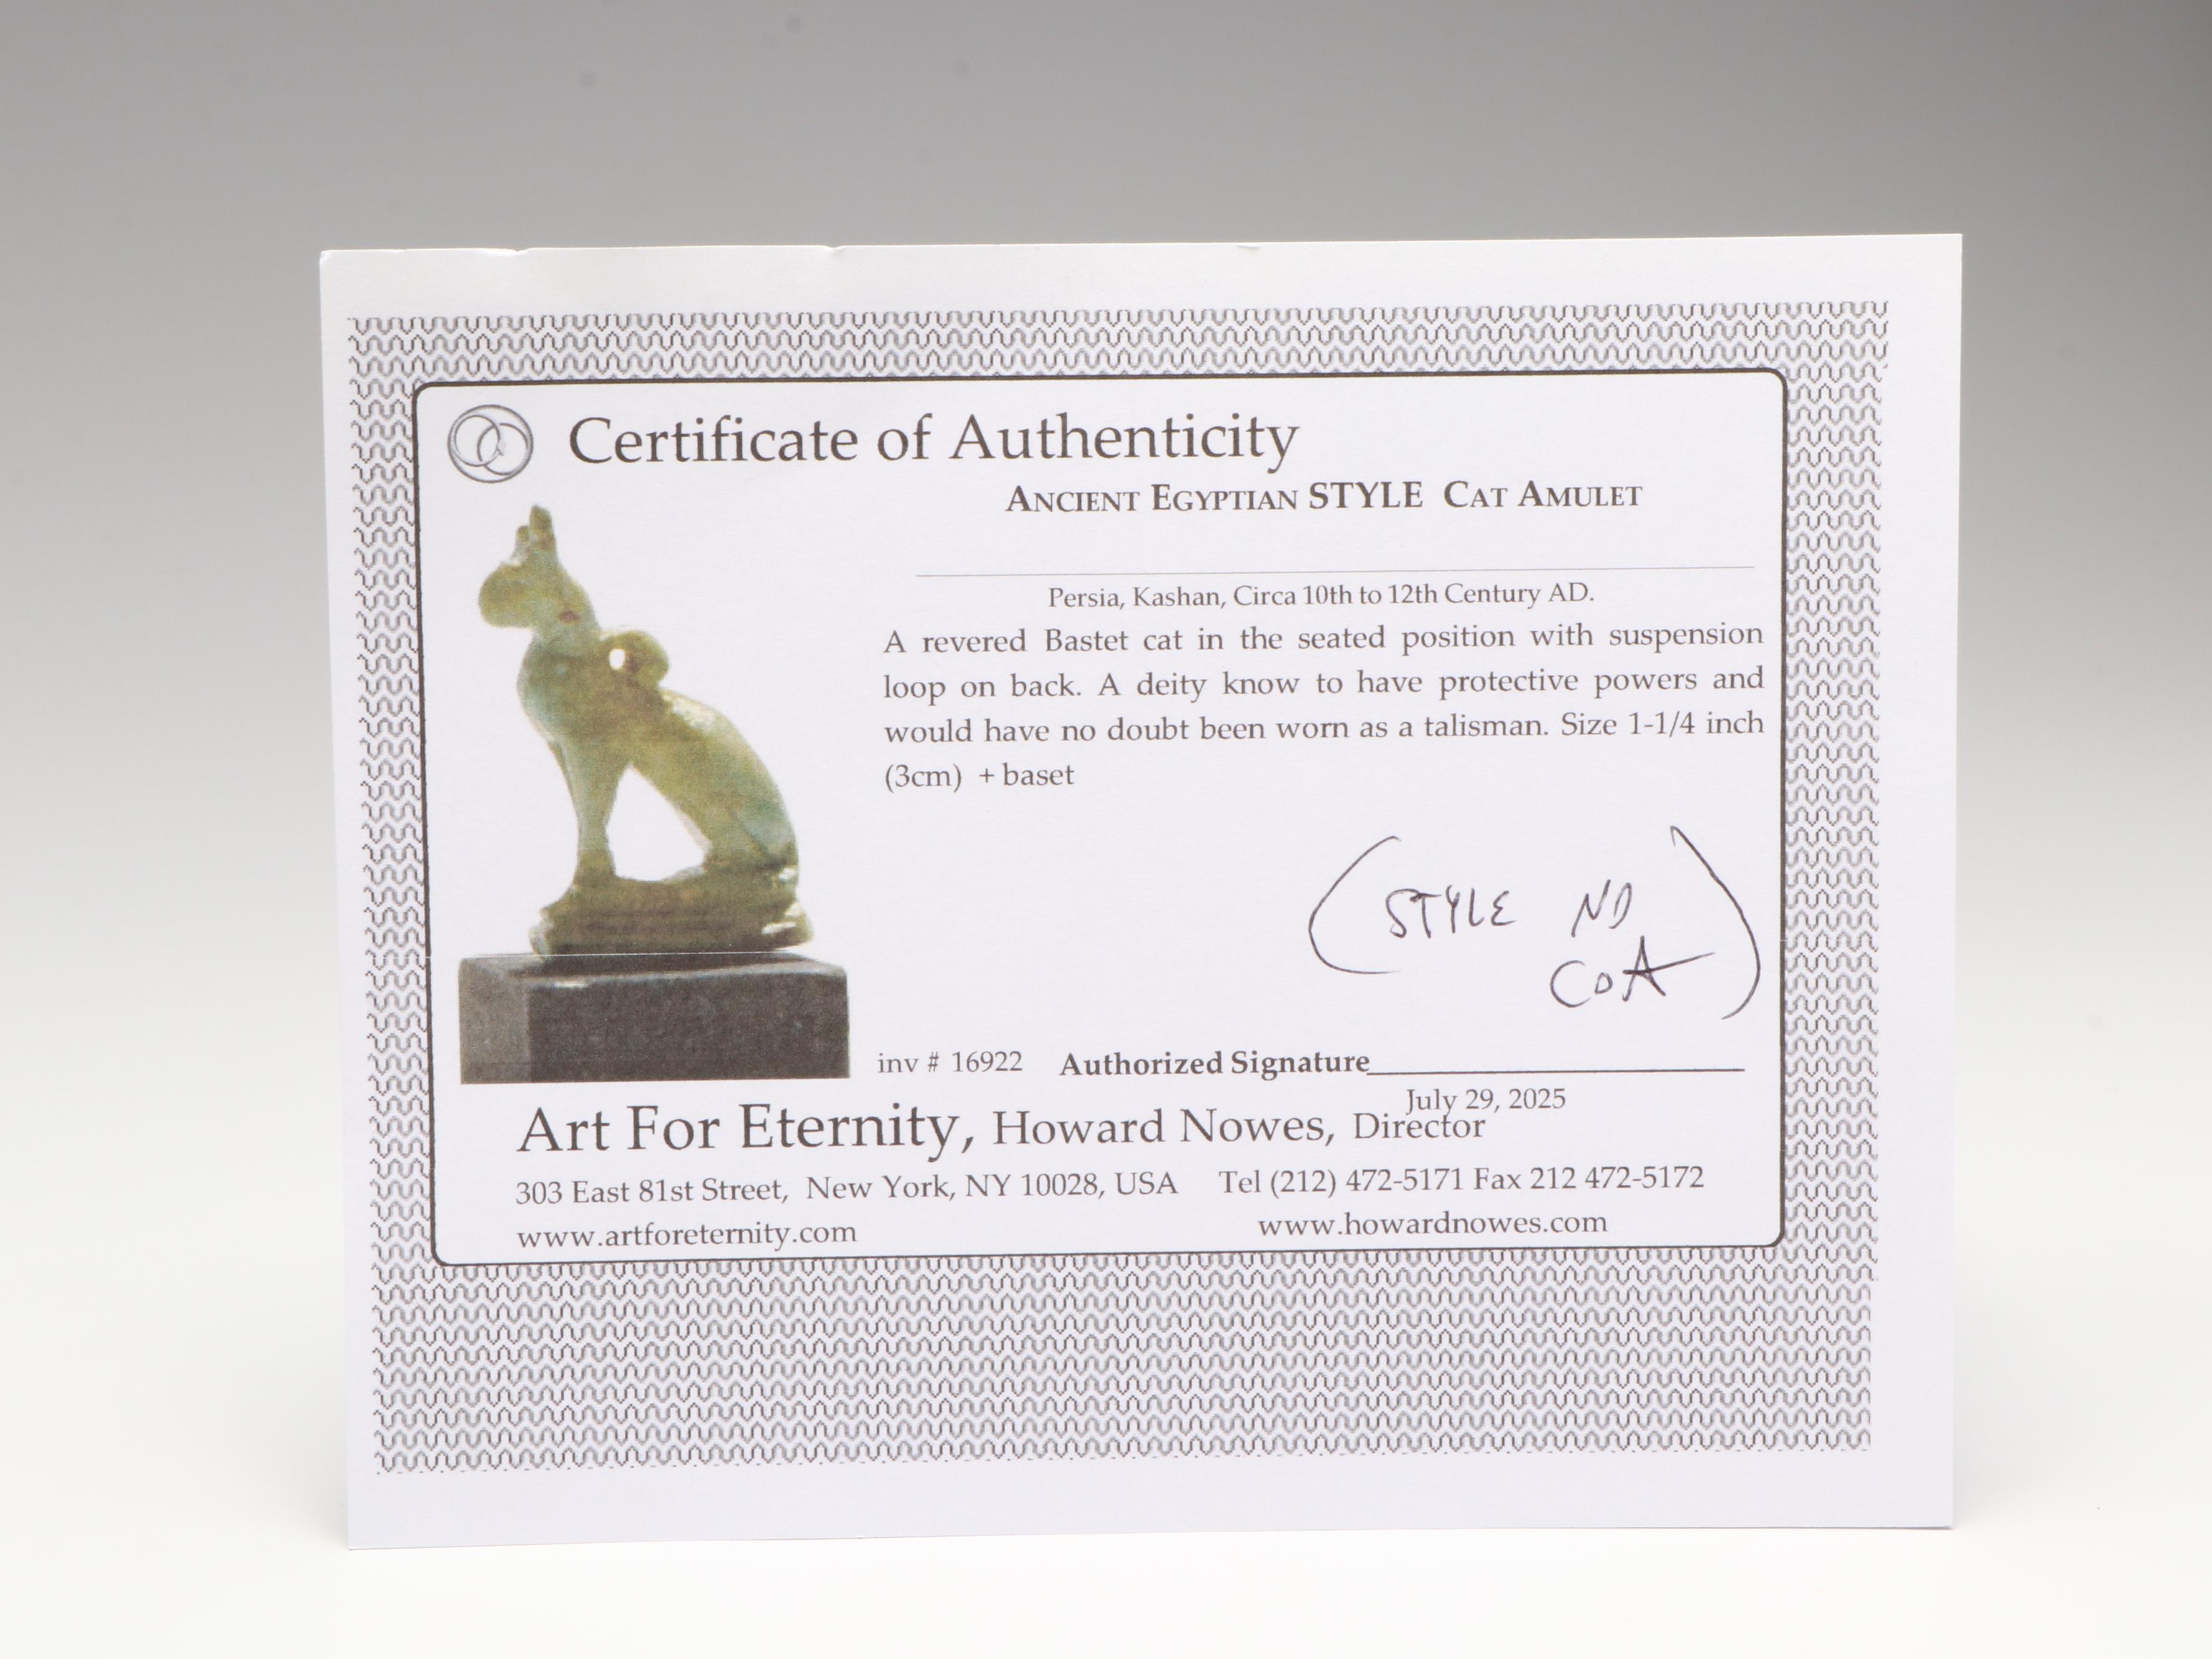 Certificate of Authenticity
ANCIENT EGYPTIAN STYLE CAT AMULET
Persia, Kashan, Circa 10th to 12th Century AD.
A revered Bastet cat in the seated position with suspension
loop on back. A deity know to have protective powers and
would have no doubt been worn as a talisman. Size 1-1/4 inch
(3cm) + baset
(STYLE NO
COA)
inv # 16922 Authorized Signature
July 29, 2025
Art For Eternity, Howard Nowes, Director
303 East 81st Street, New York, NY 10028, USA Tel (212) 472-5171 Fax 212 472-5172
www.artforeternity.com www.howardnowes.com